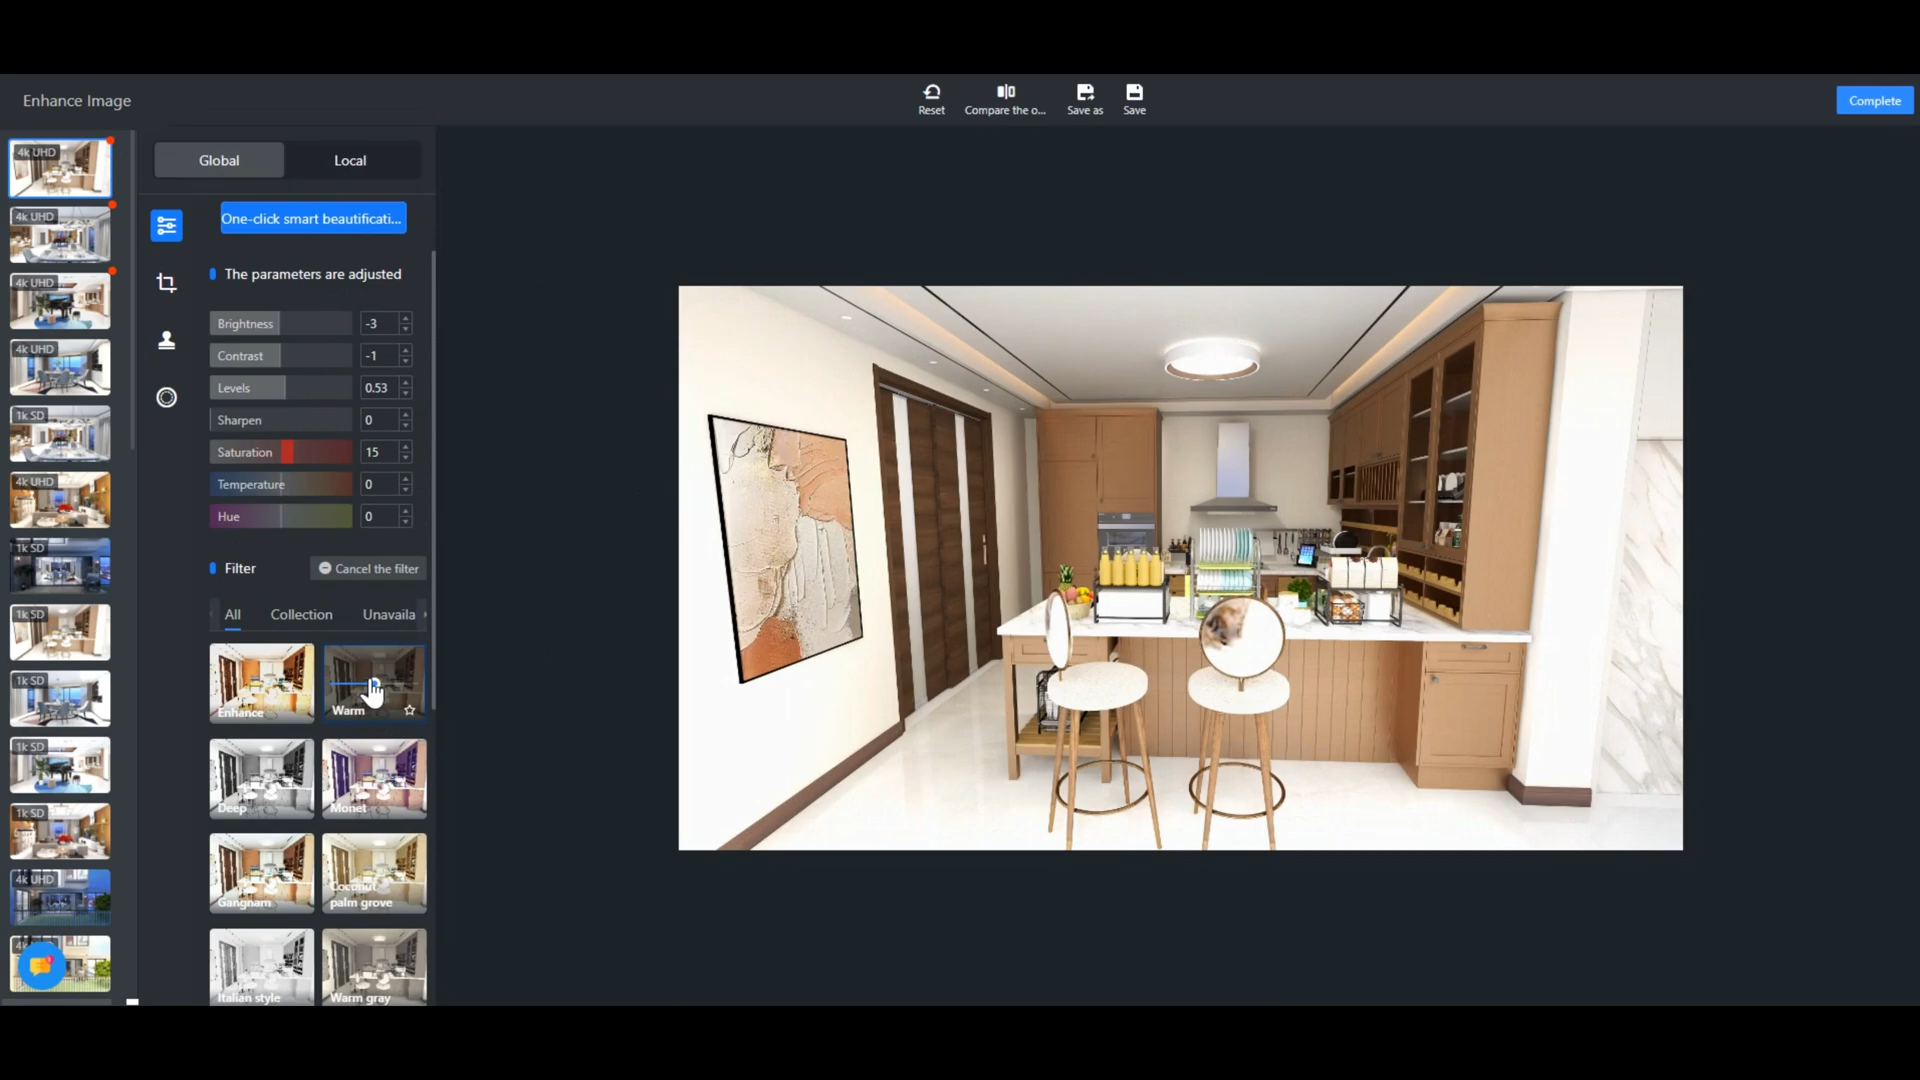 Enhance Image
Reset
Compare the o...
Save as
Save
Complete
4k UHD
4k UHD
4k UHD
4k UHD
1k SD
4k UHD
1k SD
1k SD
1k SD
1k SD
1k SD
4k UHD
Global
Local
One-click smart beautificati...
The parameters are adjusted
Brightness -3
Contrast -1
Levels 0.53
Sharpen 0
Saturation 15
Temperature 0
Hue 0
Filter
Cancel the filter
All
Collection
Unavaila
Enhance
Warm
Deep
Monet
Gangnam
Coconut
palm grove
Italian style
Warm gray